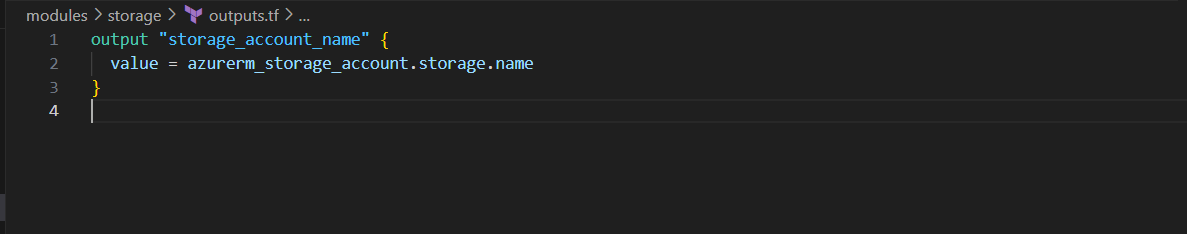 modules > storage > outputs.tf > ...
1 output "storage_account_name" {
2   value = azurerm_storage_account.storage.name
3 }
4